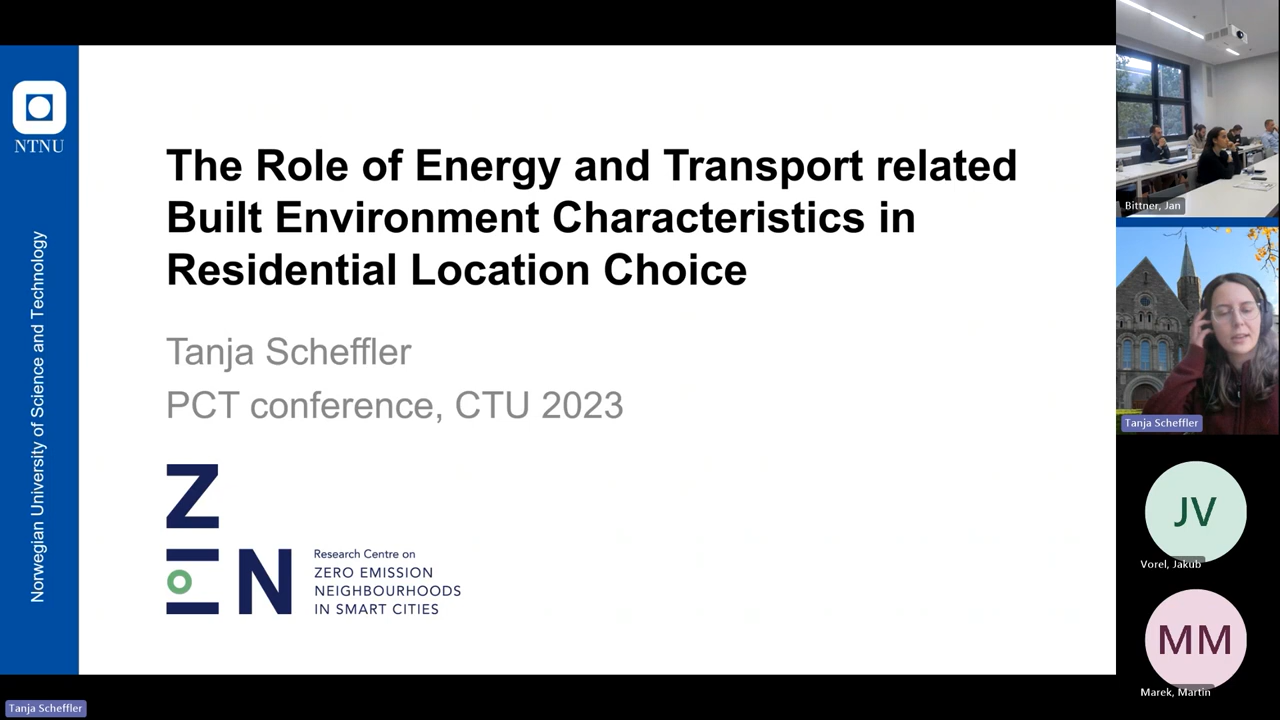 NTNU
Norwegian University of Science and Technology
The Role of Energy and Transport related
Built Environment Characteristics in
Residential Location Choice
Tanja Scheffler
PCT conference, CTU 2023
ZEN
Research Centre on
ZERO EMISSION
NEIGHBOURHOODS
IN SMART CITIES
Tanja Scheffler
Bittner, Jan
Tanja Scheffler
JV
Vorel, Jakub
MM
Marek, Martin